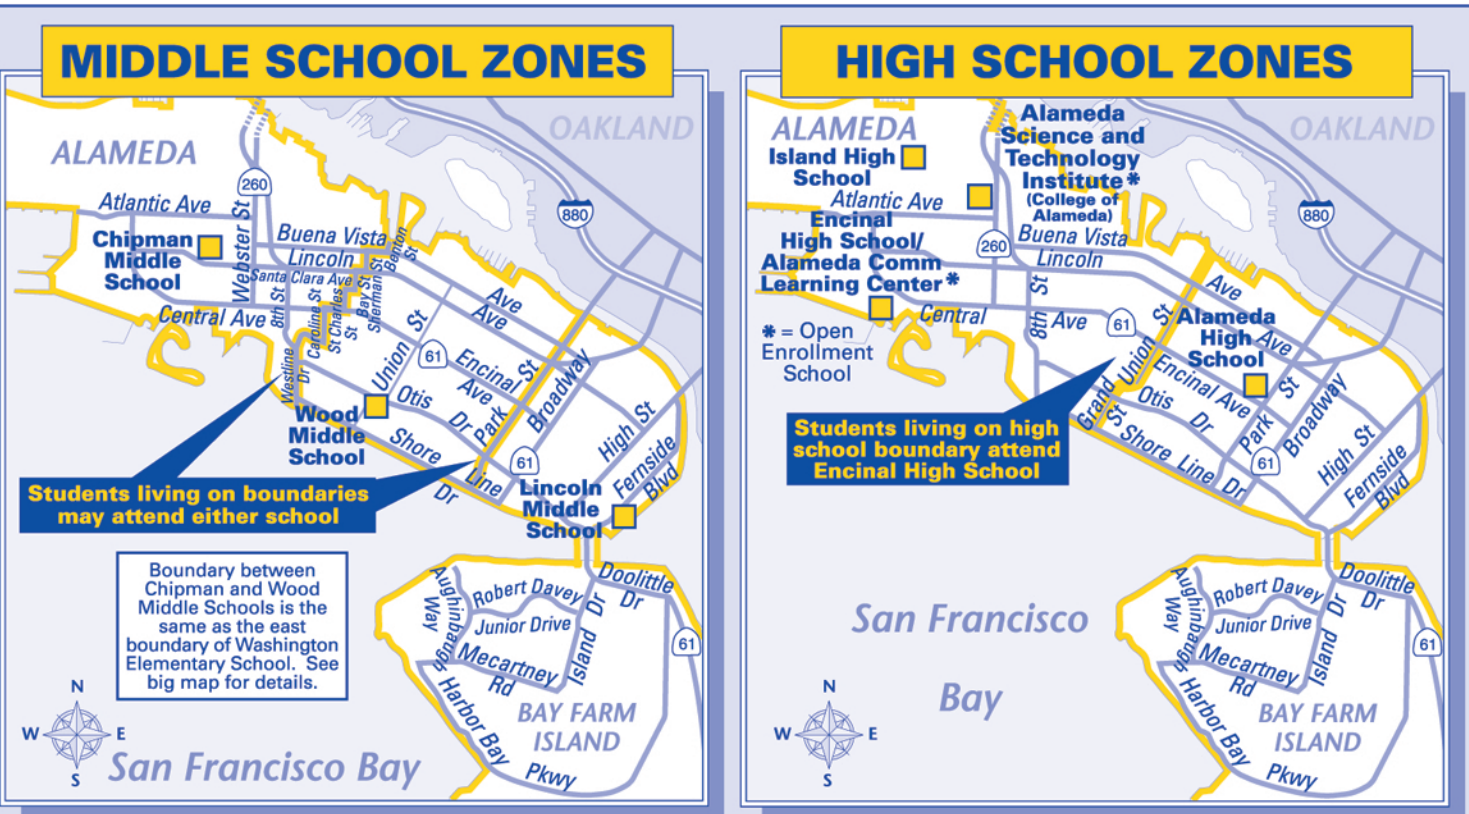 MIDDLE SCHOOL ZONES
ALAMEDA
OAKLAND
260
880
Atlantic Ave
Webster St
Chipman
Middle
School
Buena Vista
Lincoln
Santa Clara Ave
Benton
St
Ave
Ave
Central Ave
8th St
Caroline St
St Charles
St
Bay St
Sherman St
Westline
Dr
Union St
61
Encinal
Ave
Otis
Dr
Park St
Broadway
Wood
Middle
School
Shore
Line
Dr
High St
Fernside
Blvd
61
Lincoln
Middle
School
Students living on boundaries
may attend either school
Boundary between
Chipman and Wood
Middle Schools is the
same as the east
boundary of Washington
Elementary School. See
big map for details.
Doolittle
Dr
Aughinbaugh
Way
Robert Davey
Junior Drive
Island Dr
Mecartney
Rd
61
Harbor Bay
Pkwy
BAY FARM
ISLAND
N
W
E
S
San Francisco Bay
HIGH SCHOOL ZONES
ALAMEDA
OAKLAND
Island High
School
Alameda
Science and
Technology
Institute*
(College of
Alameda)
880
Atlantic Ave
Encinal
High School/
Alameda Comm
Learning Center*
260
Buena Vista
Lincoln
Ave
Ave
Central
Ave
8th St
61
* = Open
Enrollment
School
Alameda
High
School
Union St
Grand
St
Encinal Ave
Otis
Dr
Park St
Broadway
Shore Line Dr
61
High St
Fernside
Blvd
Students living on high
school boundary attend
Encinal High School
Doolittle
Dr
Aughinbaugh
Way
Robert Davey
Junior Drive
Island Dr
Mecartney
Rd
61
Harbor Bay
Pkwy
BAY FARM
ISLAND
San Francisco
Bay
N
W
E
S